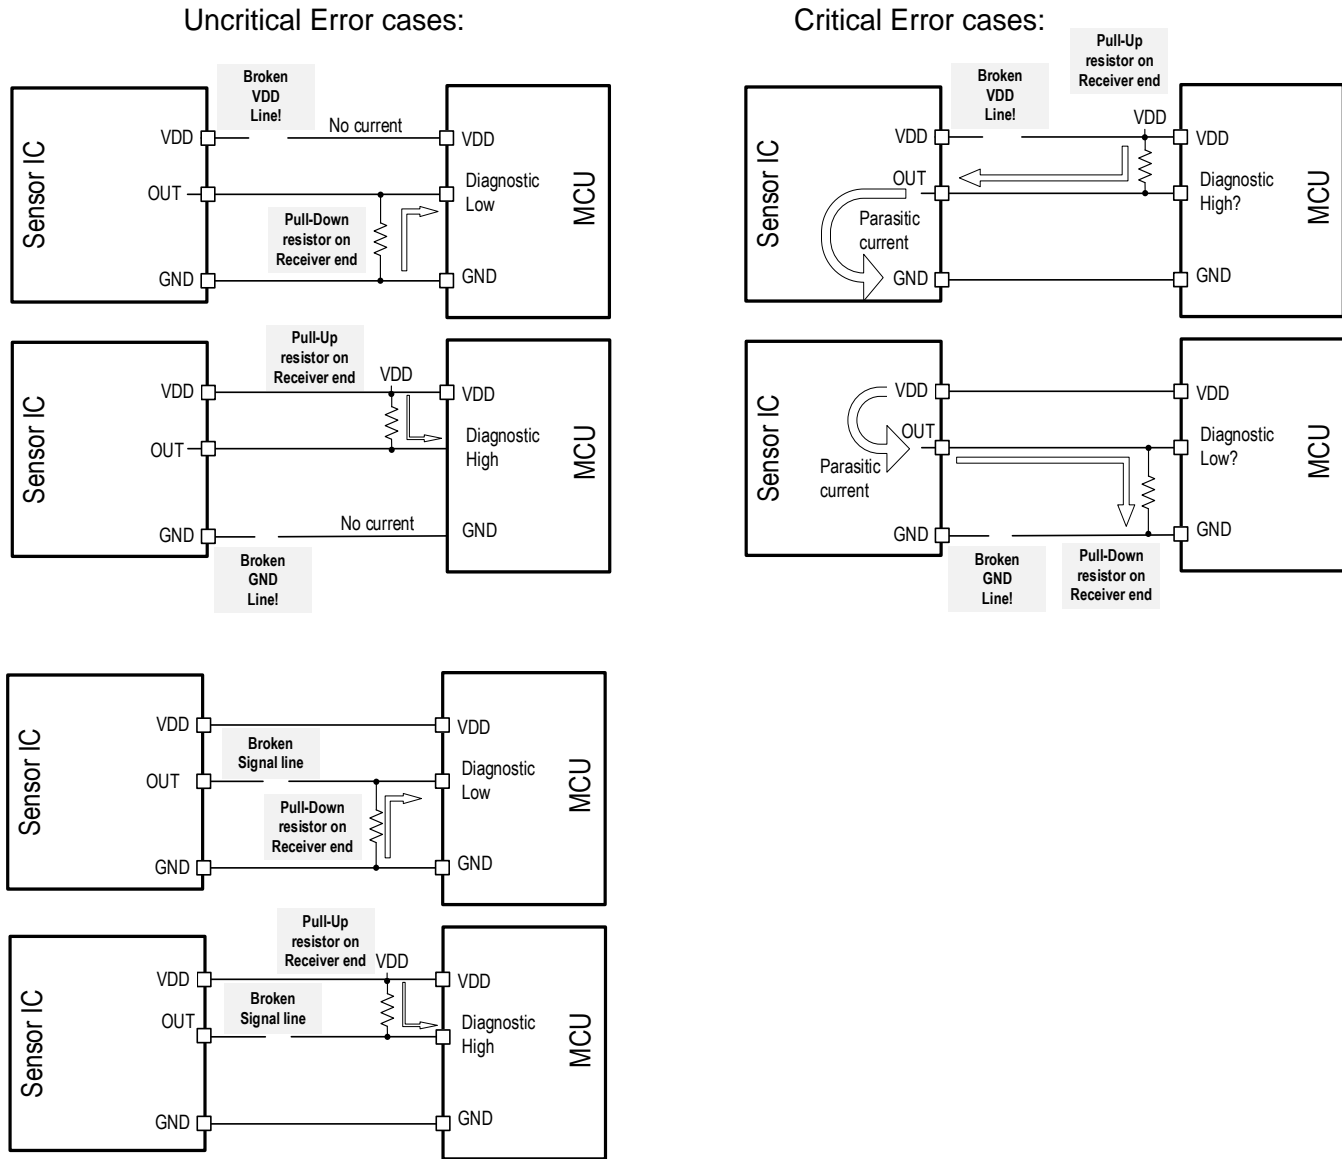 Uncritical Error cases:
Critical Error cases:
Broken
VDD
Line!
No current
Sensor IC
VDD
OUT
GND
Pull-Down
resistor on
Receiver end
VDD
Diagnostic
Low
GND
MCU
Pull-Up
resistor on
Receiver end
Broken
VDD
Line!
VDD
Sensor IC
VDD
OUT
Parasitic
current
GND
VDD
Diagnostic
High?
GND
MCU
Pull-Up
resistor on
Receiver end
VDD
Sensor IC
VDD
OUT
GND
No current
Broken
GND
Line!
VDD
Diagnostic
High
GND
MCU
Sensor IC
VDD
OUT
Parasitic
current
GND
Broken
GND
Line!
Pull-Down
resistor on
Receiver end
VDD
Diagnostic
Low?
GND
MCU
Sensor IC
VDD
OUT
GND
Broken
Signal line
Pull-Down
resistor on
Receiver end
VDD
Diagnostic
Low
GND
MCU
Pull-Up
resistor on
Receiver end
VDD
Sensor IC
VDD
OUT
GND
Broken
Signal line
VDD
Diagnostic
High
GND
MCU